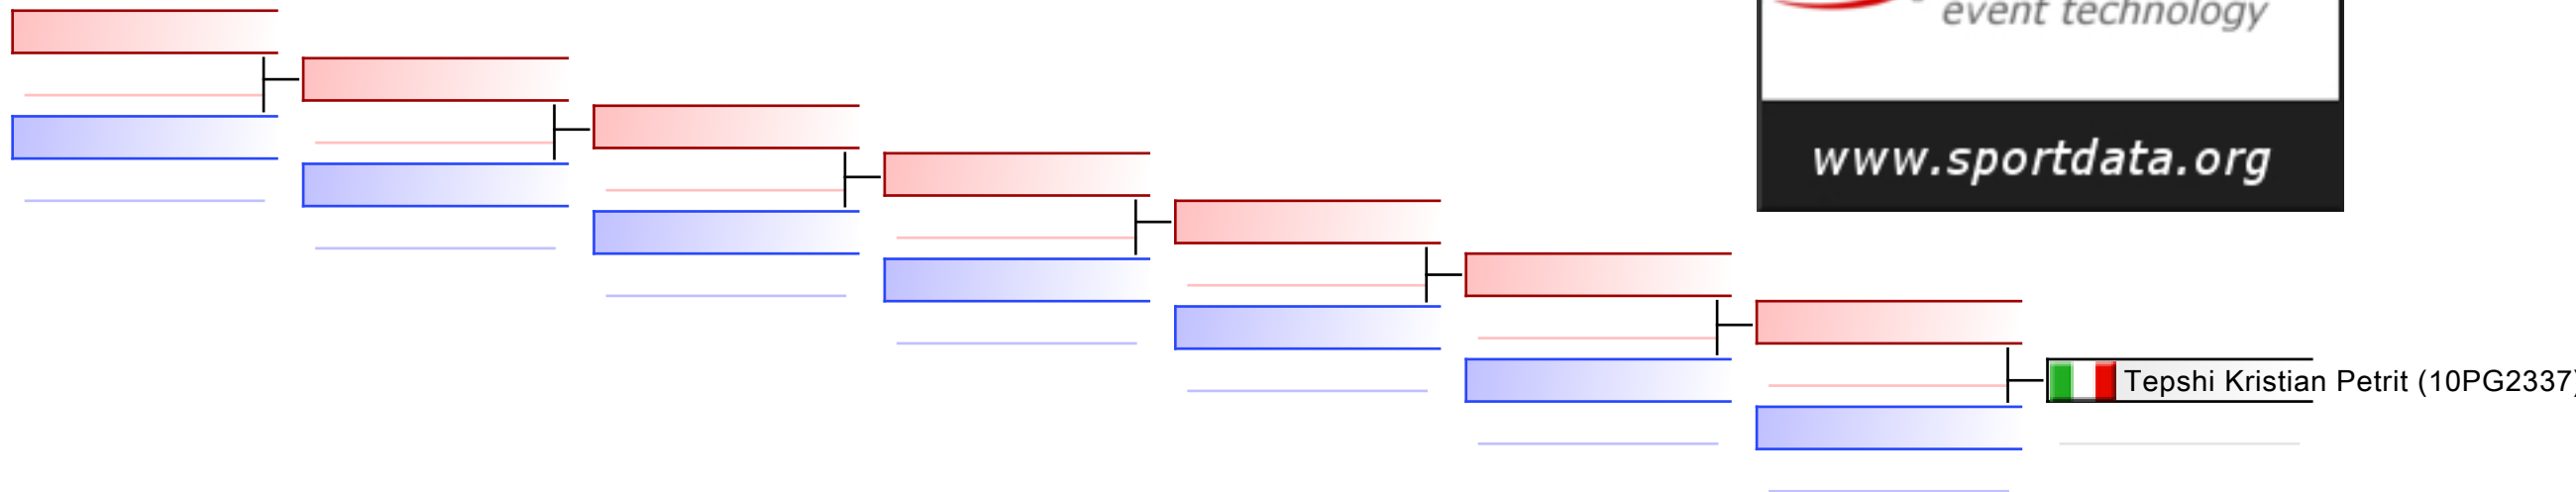 event technology
www.sportdata.org
Tepshi Kristian Petrit (10PG2337)